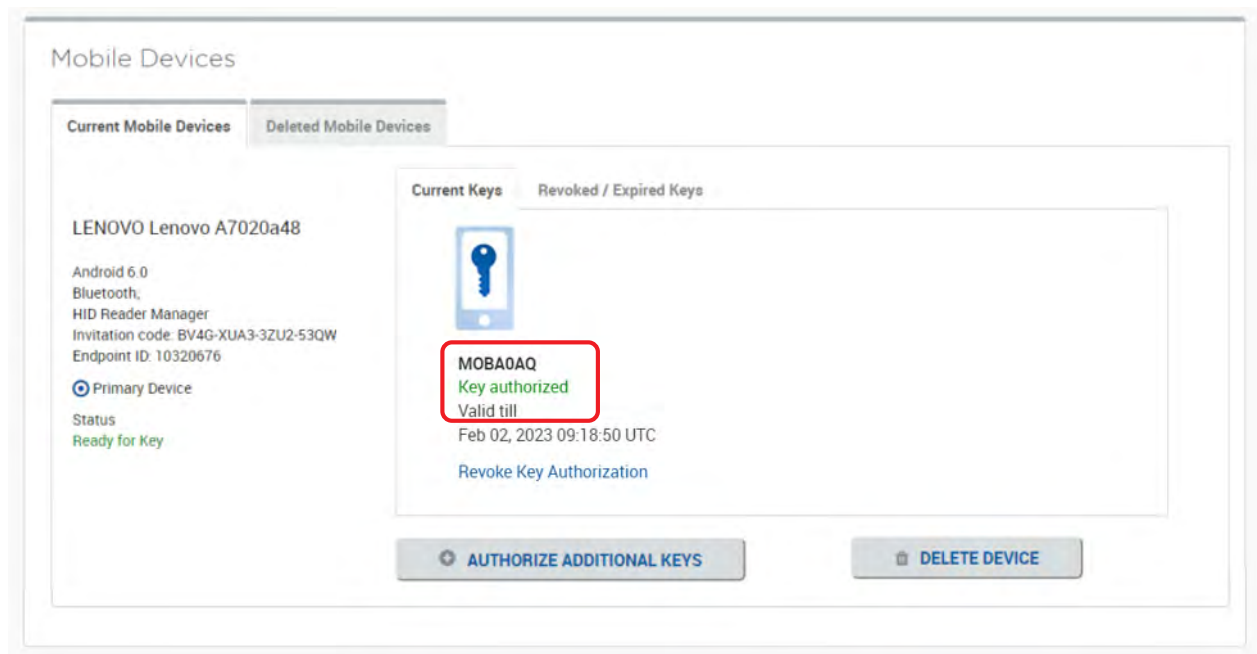 Mobile Devices
Current Mobile Devices
Deleted Mobile Devices
LENOVO Lenovo A7020a48
Android 6.0
Bluetooth,
HID Reader Manager
Invitation code: BV4G-XUA3-3ZU2-53QW
Endpoint ID: 10320676
Primary Device
Status
Ready for Key
Current Keys
Revoked / Expired Keys
MOBA0AQ
Key authorized
Valid till
Feb 02, 2023 09:18:50 UTC
Revoke Key Authorization
AUTHORIZE ADDITIONAL KEYS
DELETE DEVICE